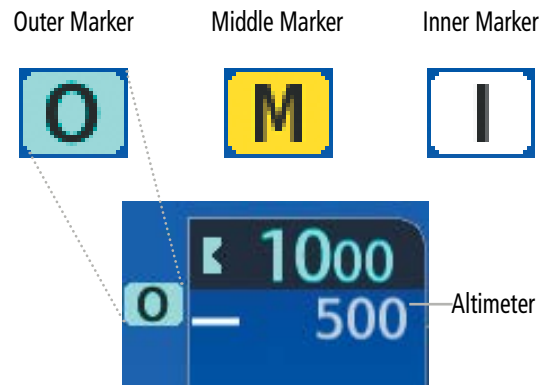 Outer Marker Middle Marker Inner Marker
O M I
1000
O 500 Altimeter